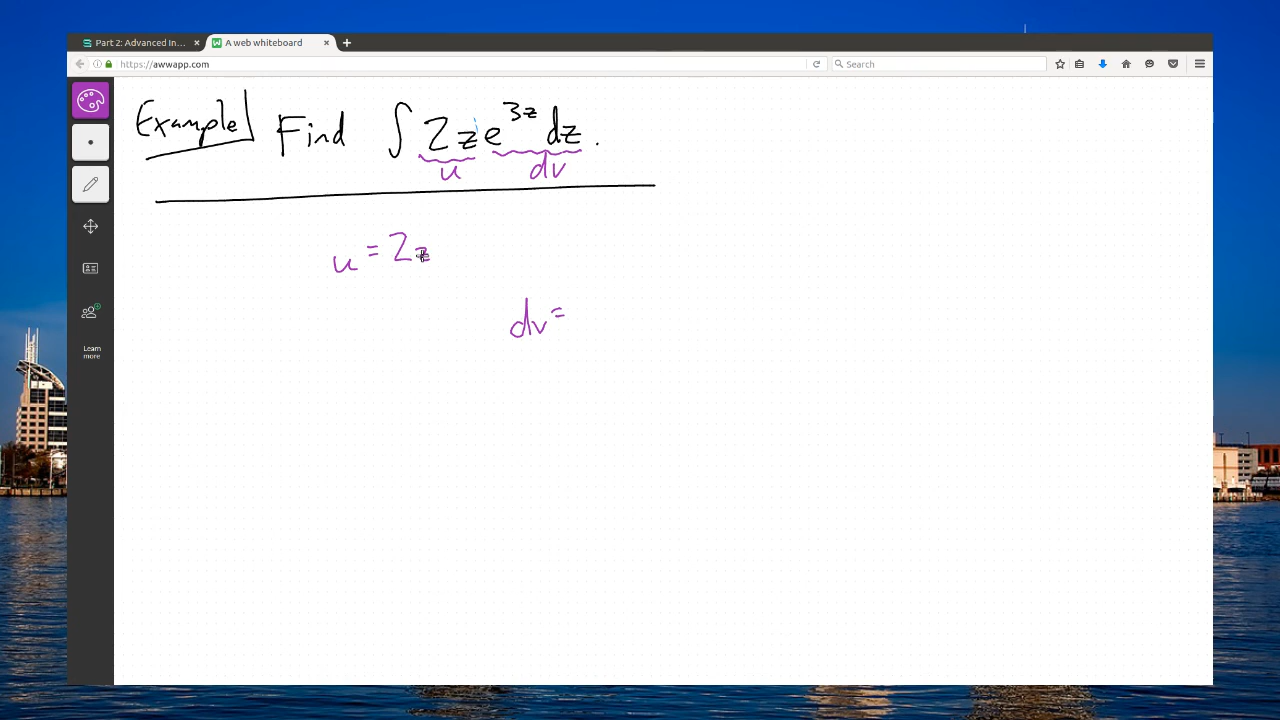 Part 2: Advanced In... × A web whiteboard × +
https://awwapp.com Search
Example Find ∫ 2z e^{3z} dz.
u dv
u = 2z
dv =
Learn
more